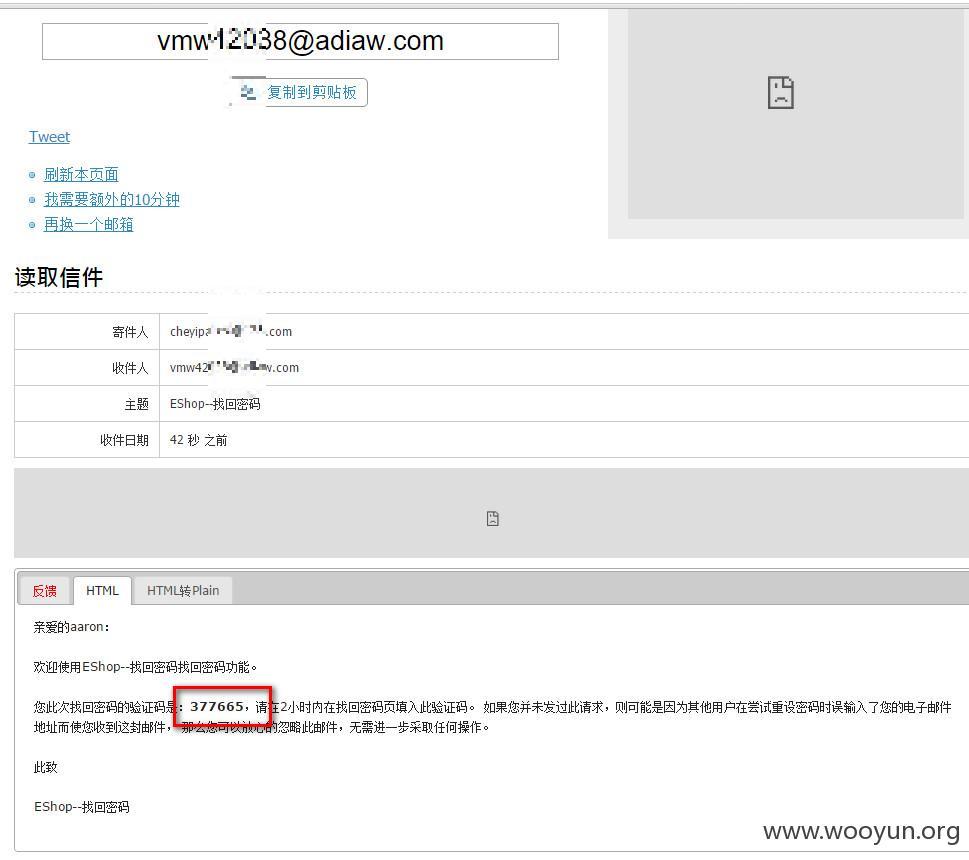 @adiaw.com
复制到剪贴板
Tweet
刷新本页面
我需要额外的10分钟
再换一个邮箱
读取信件
寄件人 .com
收件人 .com
主题 EShop--找回密码
收件日期 42 秒 之前
反馈 HTML HTML转Plain
亲爱的aaron：
欢迎使用EShop--找回密码找回密码功能。
您此次找回密码的验证码是：377665，请在2小时内在找回密码页填入此验证码。 如果您并未发过此请求，则可能是因为其他用户在尝试重设密码时误输入了您的电子邮件
地址而使您收到这封邮件， 那么您可以放心的忽略此邮件，无需进一步采取任何操作。
此致
EShop--找回密码
www.wooyun.org